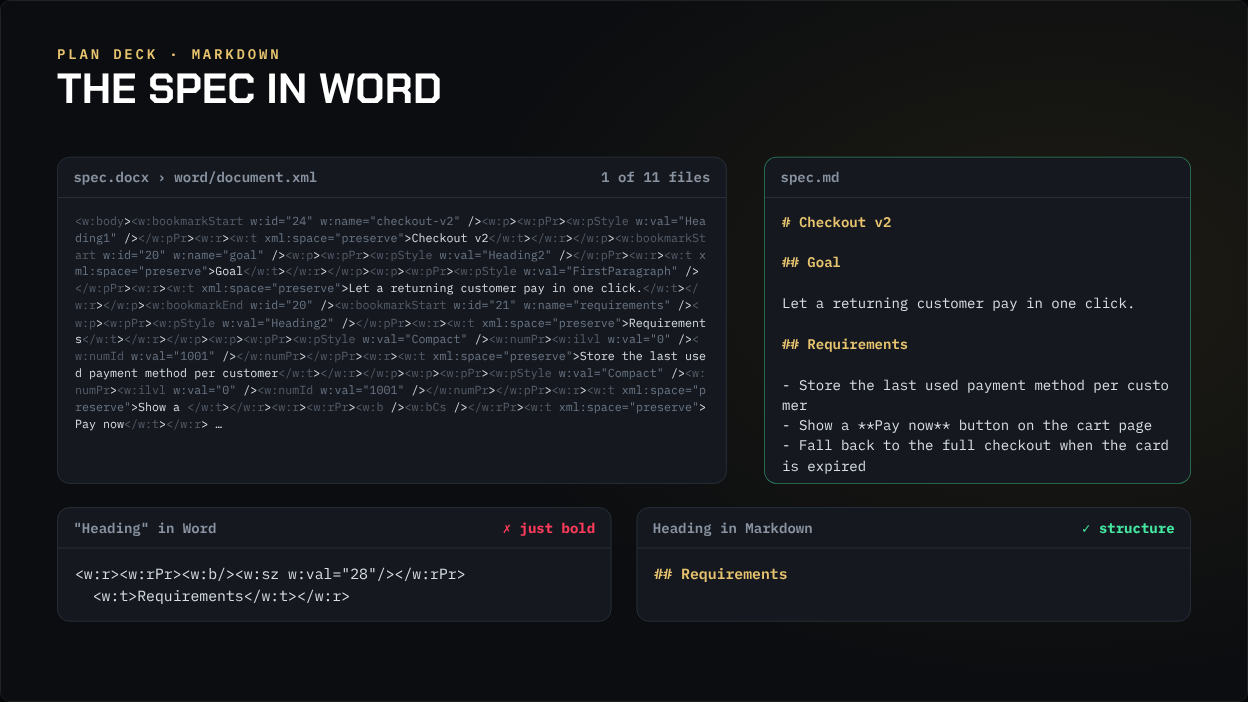 PLAN DECK · MARKDOWN
THE SPEC IN WORD
spec.docx › word/document.xml
1 of 11 files
<w:body><w:bookmarkStart w:id="24" w:name="checkout-v2" /><w:p><w:pPr><w:pStyle w:val="Hea
ding1" /></w:pPr><w:r><w:t xml:space="preserve">Checkout v2</w:t></w:r></w:p><w:bookmarkSt
art w:id="20" w:name="goal" /><w:p><w:pPr><w:pStyle w:val="Heading2" /></w:pPr><w:r><w:t x
ml:space="preserve">Goal</w:t></w:r></w:p><w:p><w:pPr><w:pStyle w:val="FirstParagraph" />
</w:pPr><w:r><w:t xml:space="preserve">Let a returning customer pay in one click.</w:t></
w:r></w:p><w:bookmarkEnd w:id="20" /><w:bookmarkStart w:id="21" w:name="requirements" /><
w:p><w:pPr><w:pStyle w:val="Heading2" /></w:pPr><w:r><w:t xml:space="preserve">Requirement
s</w:t></w:r></w:p><w:p><w:pPr><w:pStyle w:val="Compact" /><w:numPr><w:ilvl w:val="0" /><
w:numId w:val="1001" /></w:numPr></w:pPr><w:r><w:t xml:space="preserve">Store the last use
d payment method per customer</w:t></w:r></w:p><w:p><w:pPr><w:pStyle w:val="Compact" /><w:
numPr><w:ilvl w:val="0" /><w:numId w:val="1001" /></w:numPr></w:pPr><w:r><w:t xml:space="p
reserve">Show a </w:t></w:r><w:r><w:rPr><w:b /><w:bCs /></w:rPr><w:t xml:space="preserve">
Pay now</w:t></w:r> …
spec.md
# Checkout v2
## Goal
Let a returning customer pay in one click.
## Requirements
- Store the last used payment method per custo
mer
- Show a **Pay now** button on the cart page
- Fall back to the full checkout when the card
is expired
"Heading" in Word
✗ just bold
<w:r><w:rPr><w:b/><w:sz w:val="28"/></w:rPr>
<w:t>Requirements</w:t></w:r>
Heading in Markdown
✓ structure
## Requirements